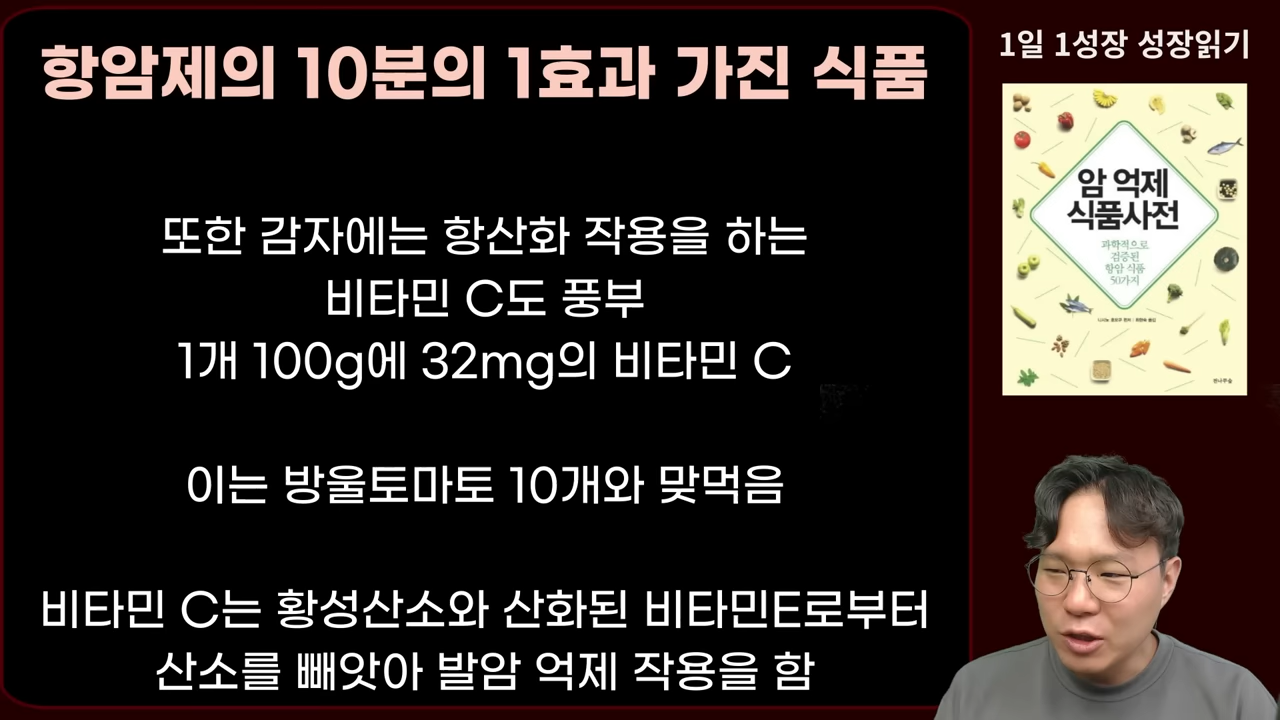 항암제의 10분의 1효과 가진 식품
또한 감자에는 항산화 작용을 하는
비타민 C도 풍부
1개 100g에 32mg의 비타민 C
이는 방울토마토 10개와 맞먹음
비타민 C는 황성산소와 산화된 비타민E로부터
산소를 빼앗아 발암 억제 작용을 함
1일 1성장 성장읽기
암 억제
식품사전
과학적으로
검증된
항암 식품
50가지
전나무숲